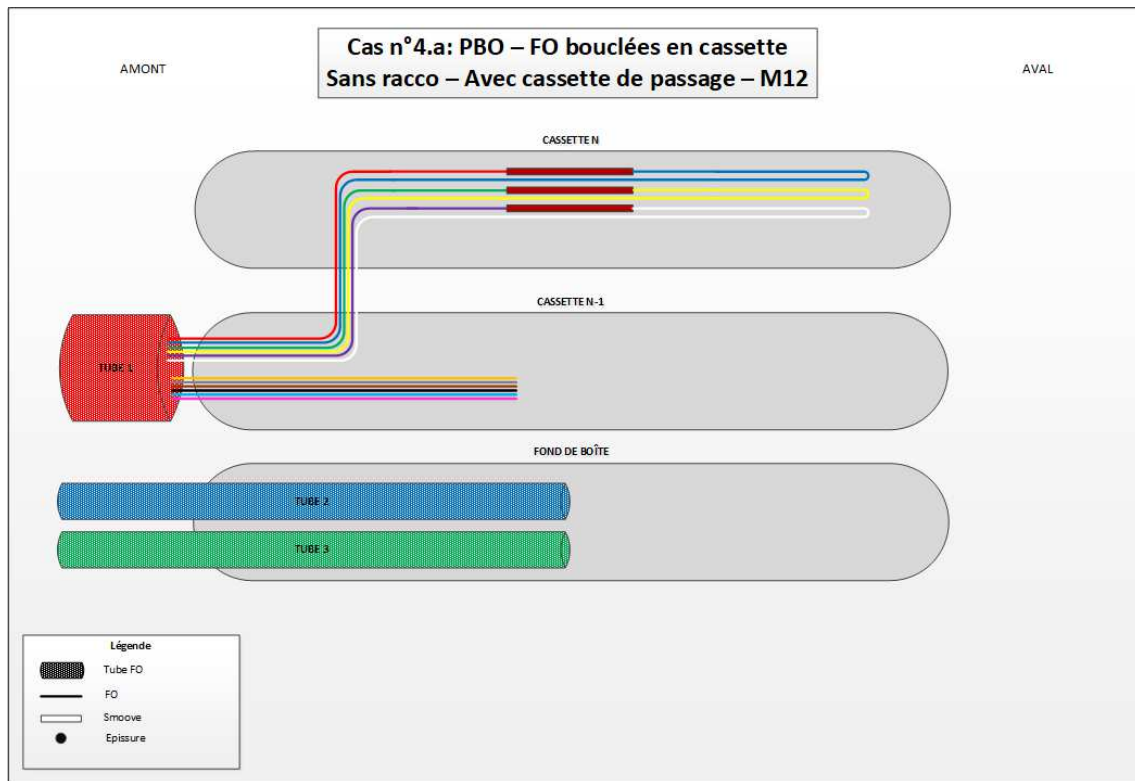 Cas n°4.a: PBO – FO bouclées en cassette
Sans racco – Avec cassette de passage – M12
AMONT
AVAL
CASSETTE N
CASSETTE N-1
TUBE 1
FOND DE BOÎTE
TUBE 2
TUBE 3
Légende
Tube FO
FO
Smoove
Epissure